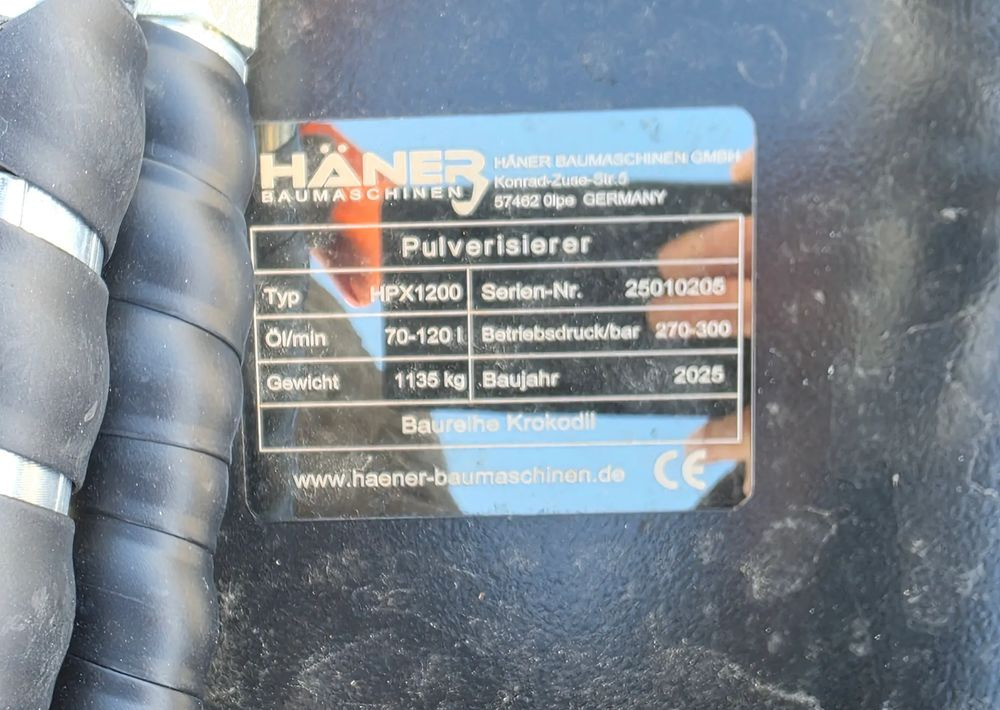 HÄNER
BAUMASCHINEN
HÄNER BAUMASCHINEN GMBH
Konrad-Zuse-Str.5
57462 Olpe GERMANY
Pulverisierer
Typ HPX1200 Serien-Nr. 25010205
Öl/min 70-120 l Betriebsdruck/bar 270-300
Gewicht 1135 kg Baujahr 2025
Baureihe Krokodil
www.haener-baumaschinen.de CE